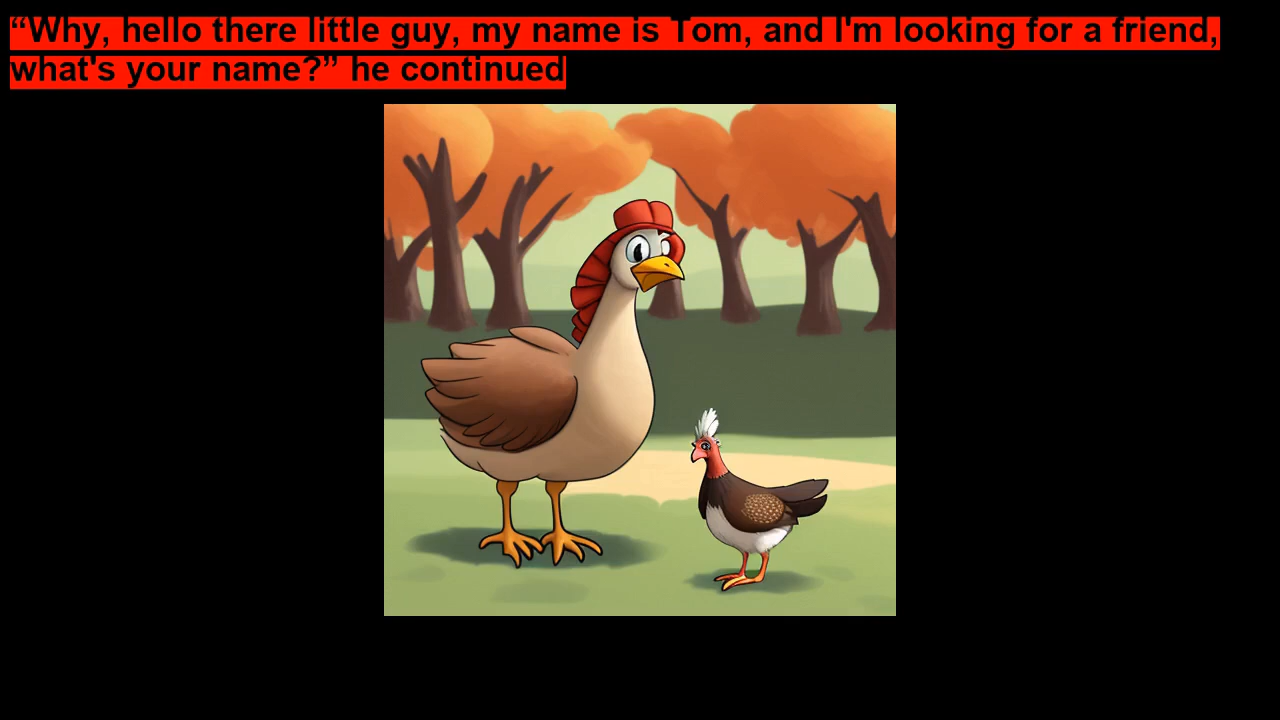 “Why, hello there little guy, my name is Tom, and I'm looking for a friend,
what's your name?” he continued